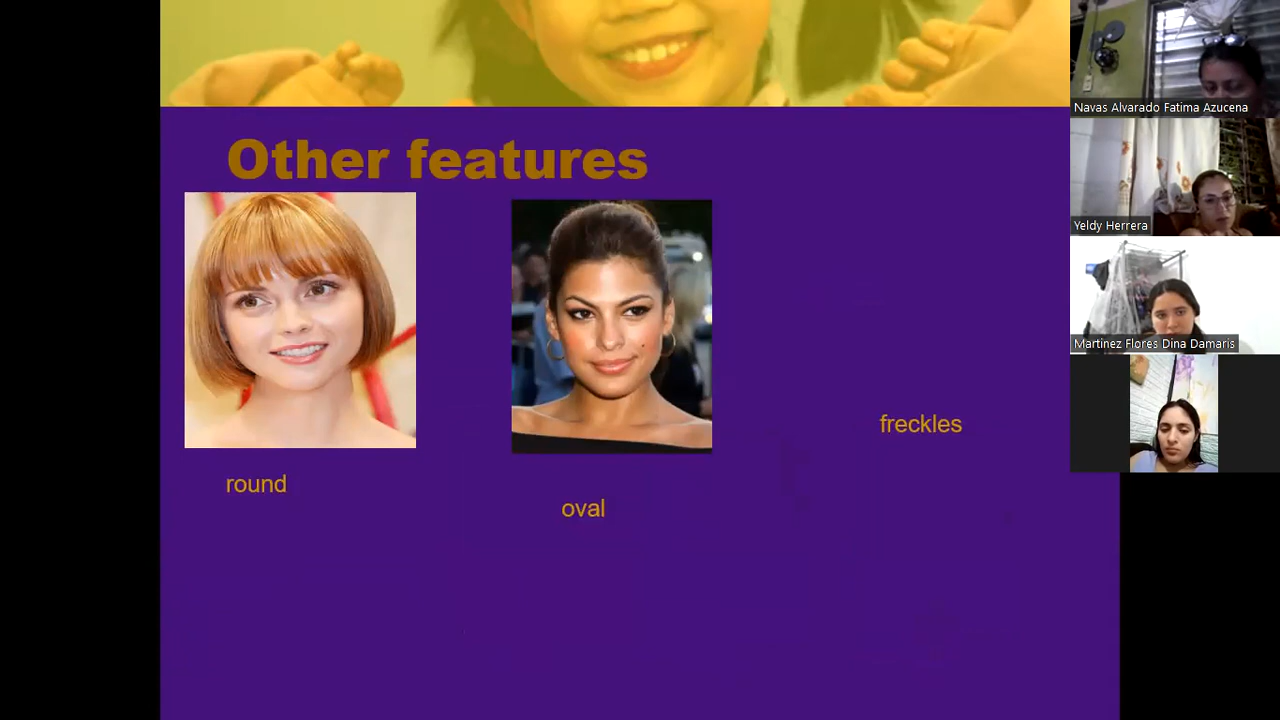 Other features
round
oval
freckles
Navas Alvarado Fatima Azucena
Yeldy Herrera
Martinez Flores Dina Damaris